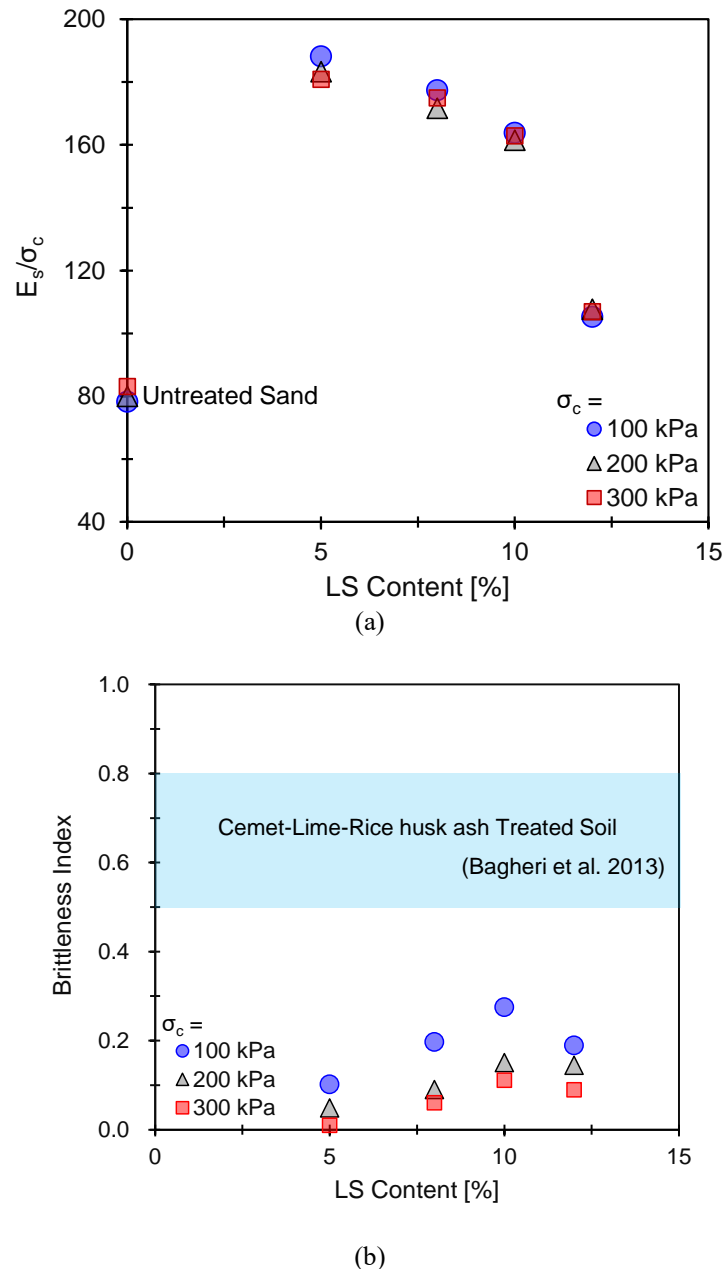 200
160
120
80
40
E_s/σ_c
Untreated Sand
σ_c =
100 kPa
200 kPa
300 kPa
0
5
10
15
LS Content [%]
(a)
1.0
0.8
0.6
0.4
0.2
0.0
Brittleness Index
Cemet-Lime-Rice husk ash Treated Soil
(Bagheri et al. 2013)
σ_c =
100 kPa
200 kPa
300 kPa
0
5
10
15
LS Content [%]
(b)